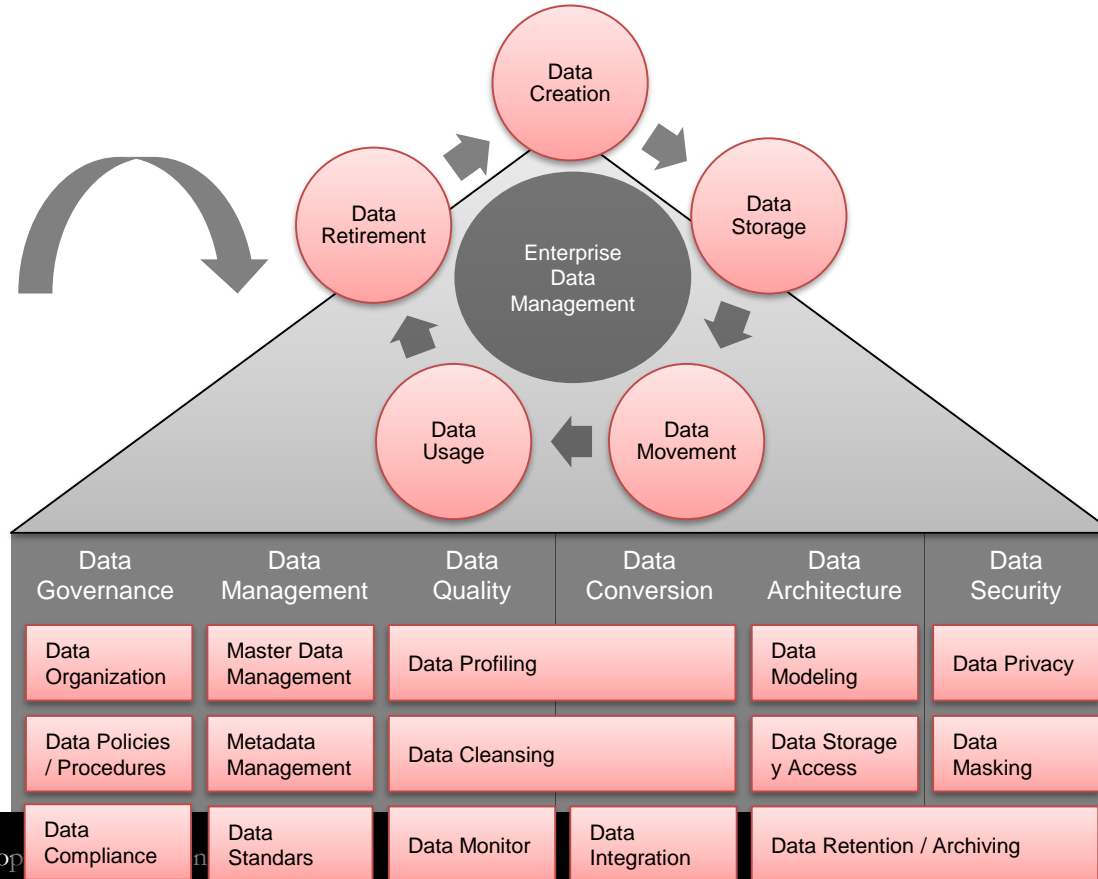 Data
Creation
Data
Retirement
Data
Storage
Enterprise
Data
Management
Data
Usage
Data
Movement
Data
Governance
Data
Management
Data
Quality
Data
Conversion
Data
Architecture
Data
Security
Data
Organization
Master Data
Management
Data Profiling
Data
Modeling
Data Privacy
Data Policies
/ Procedures
Metadata
Management
Data Cleansing
Data Storage
y Access
Data
Masking
Data
Compliance
Data
Standars
Data Monitor
Data
Integration
Data Retention / Archiving